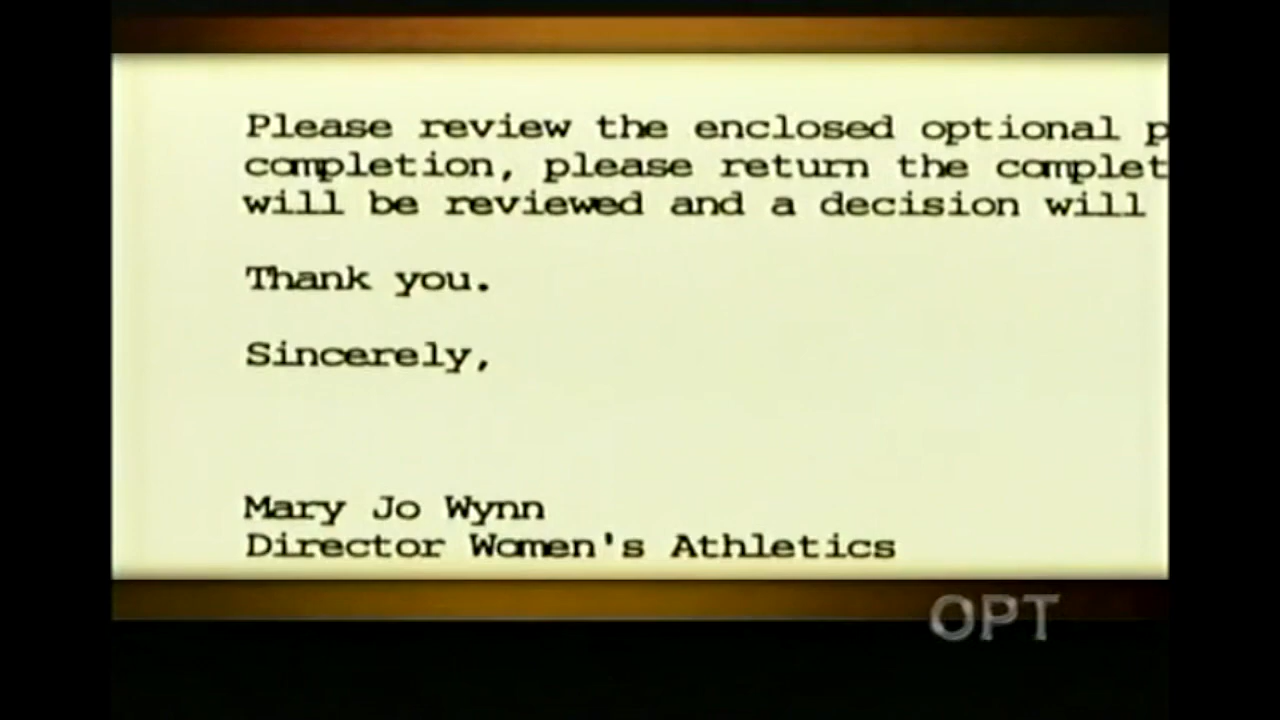 Please review the enclosed optional p
completion, please return the complet
will be reviewed and a decision will
Thank you.
Sincerely,
Mary Jo Wynn
Director Women's Athletics
OPT